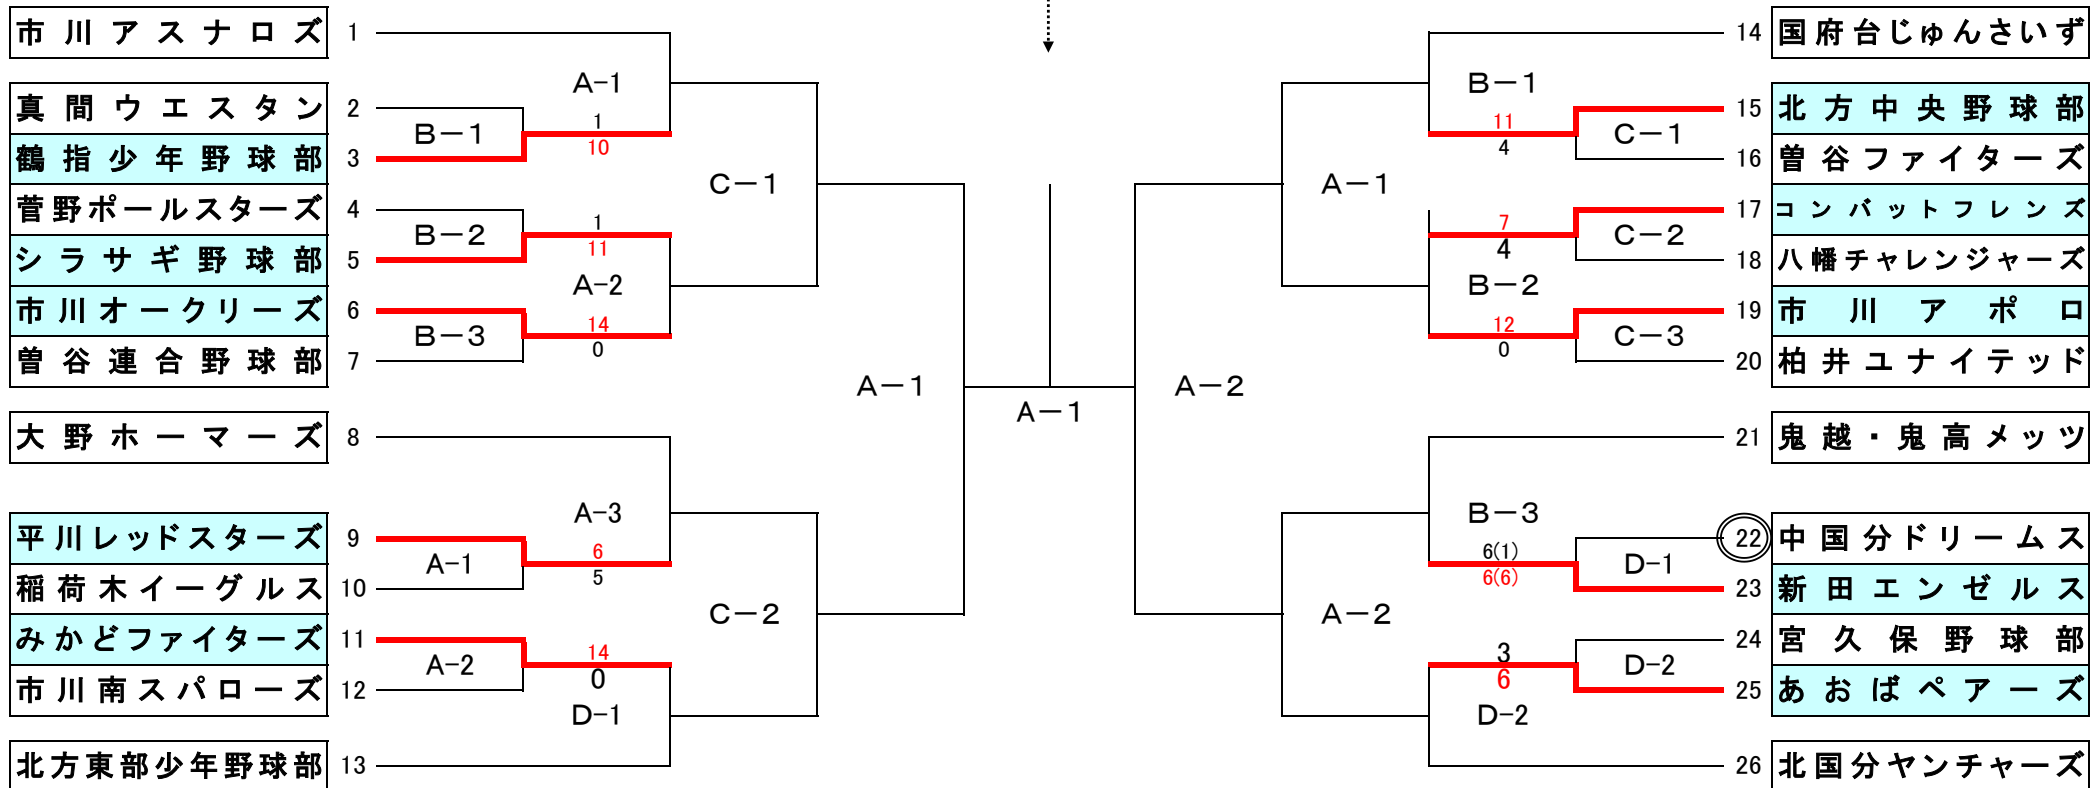 市川アスナロズ 1
A-1
真間ウエスタン 2
B-1
1
10
鶴指少年野球部 3
C-1
菅野ポールスターズ 4
B-2
1
11
シラサギ野球部 5
A-2
市川オークリーズ 6
B-3
14
0
曽谷連合野球部 7
A-1
大野ホーマーズ 8
A-3
平川レッドスターズ 9
A-1
6
5
稲荷木イーグルス 10
C-2
みかどファイターズ 11
A-2
14
0
市川南スパローズ 12
D-1
北方東部少年野球部 13
A-1
14 国府台じゅんさいず
B-1
15 北方中央野球部
11
4
C-1
16 曽谷ファイターズ
A-1
17 コンバットフレンズ
7
4
C-2
18 八幡チャレンジャーズ
B-2
19 市川アポロ
12
0
C-3
20 柏井ユナイテッド
A-2
21 鬼越・鬼高メッツ
B-3
22 中国分ドリームス
6(1)
6(6)
D-1
23 新田エンゼルス
A-2
24 宮久保野球部
3
6
D-2
25 あおばペアーズ
D-2
26 北国分ヤンチャーズ